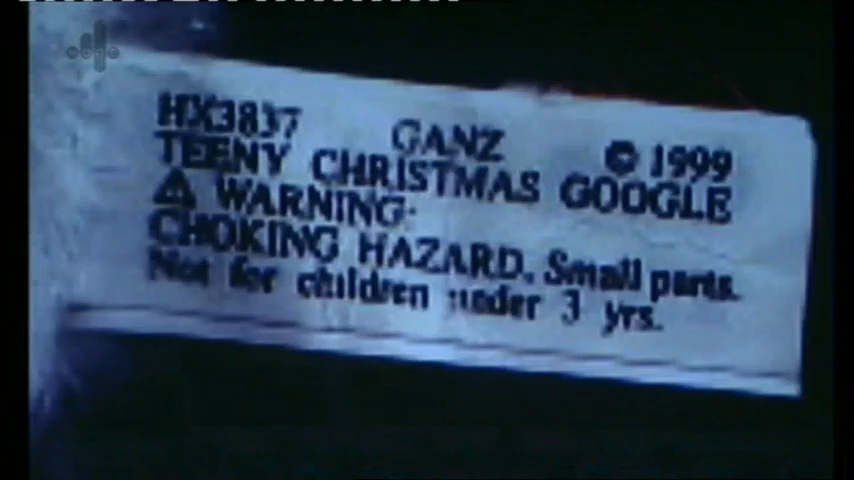 HX3837 GANZ © 1999
TEENY CHRISTMAS GOOGLE
⚠ WARNING:
CHOKING HAZARD. Small parts.
Not for children under 3 yrs.